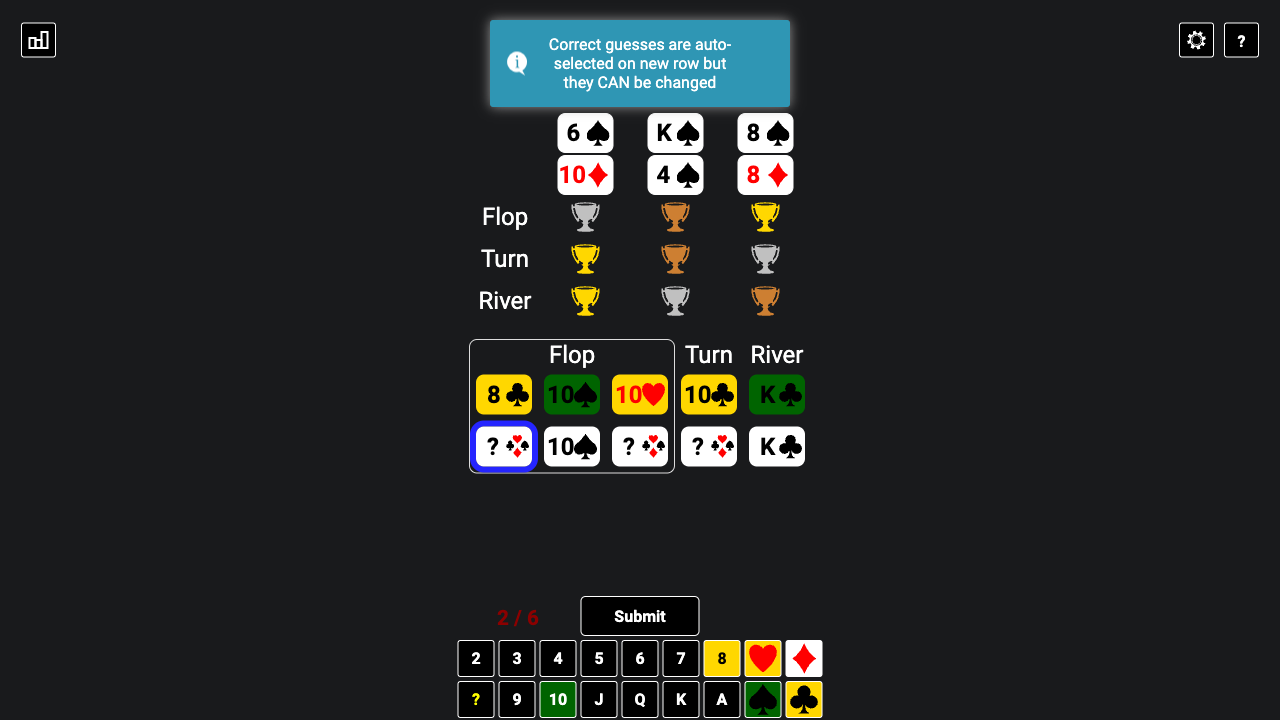 Correct guesses are auto-
selected on new row but
they CAN be changed
?
6 K 8
10 4 8
Flop
Turn
River
Flop Turn River
8 10 10 10 K
? 10 ? ? K
2 / 6 Submit
2 3 4 5 6 7 8
? 9 10 J Q K A